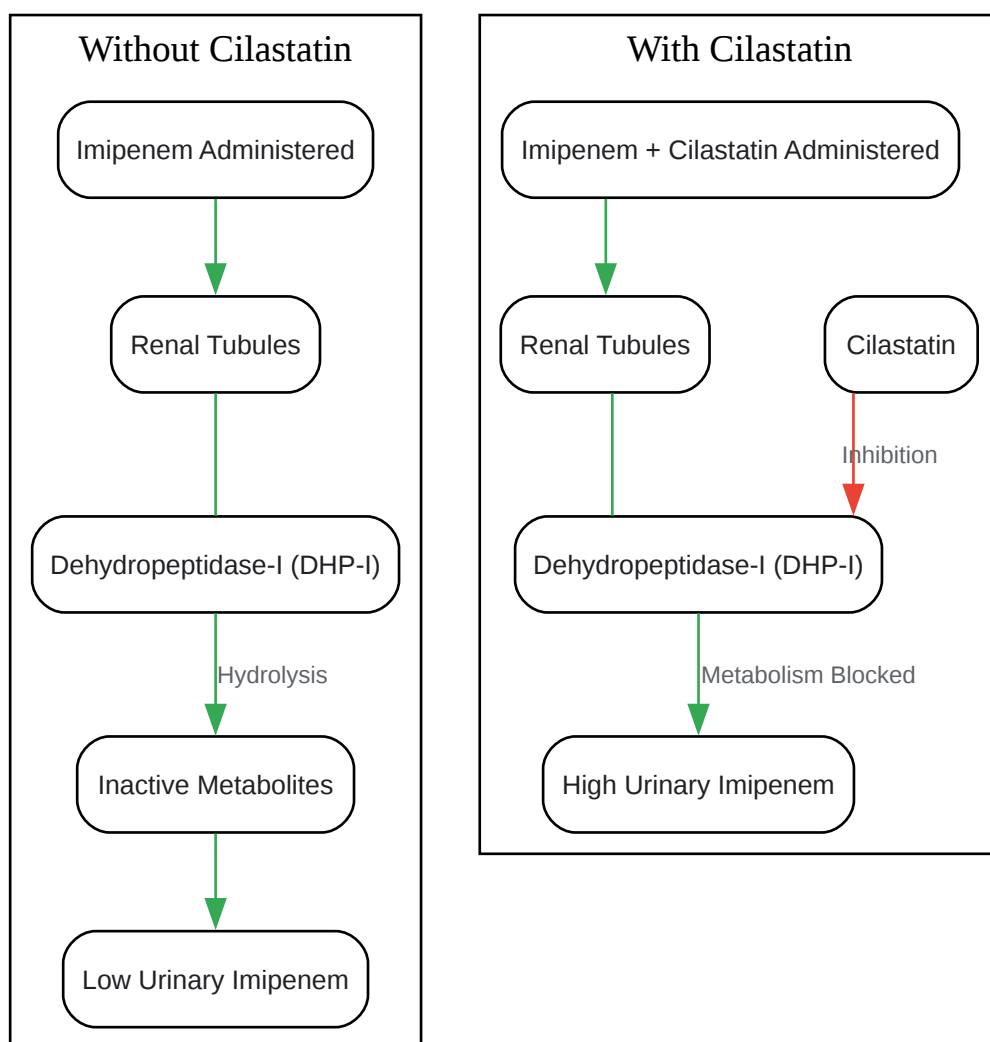 Without Cilastatin
Imipenem Administered
Renal Tubules
Dehydropeptidase-I (DHP-I)
Hydrolysis
Inactive Metabolites
Low Urinary Imipenem
With Cilastatin
Imipenem + Cilastatin Administered
Renal Tubules
Cilastatin
Inhibition
Dehydropeptidase-I (DHP-I)
Metabolism Blocked
High Urinary Imipenem